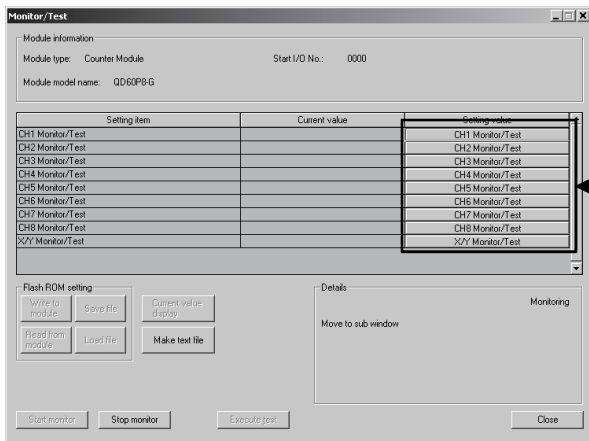 Monitor/Test
Module information
Module type: Counter Module Start I/O No.: 0000
Module model name: QD60P8-G
Setting item Current value Setting value
CH1 Monitor/Test CH1 Monitor/Test
CH2 Monitor/Test CH2 Monitor/Test
CH3 Monitor/Test CH3 Monitor/Test
CH4 Monitor/Test CH4 Monitor/Test
CH5 Monitor/Test CH5 Monitor/Test
CH6 Monitor/Test CH6 Monitor/Test
CH7 Monitor/Test CH7 Monitor/Test
CH8 Monitor/Test CH8 Monitor/Test
X/Y Monitor/Test X/Y Monitor/Test
Flash ROM setting
Write to module
Save file
Current value display
Read from module
Load file
Make text file
Details
Monitoring
Move to sub window
Start monitor Stop monitor Execute test Close